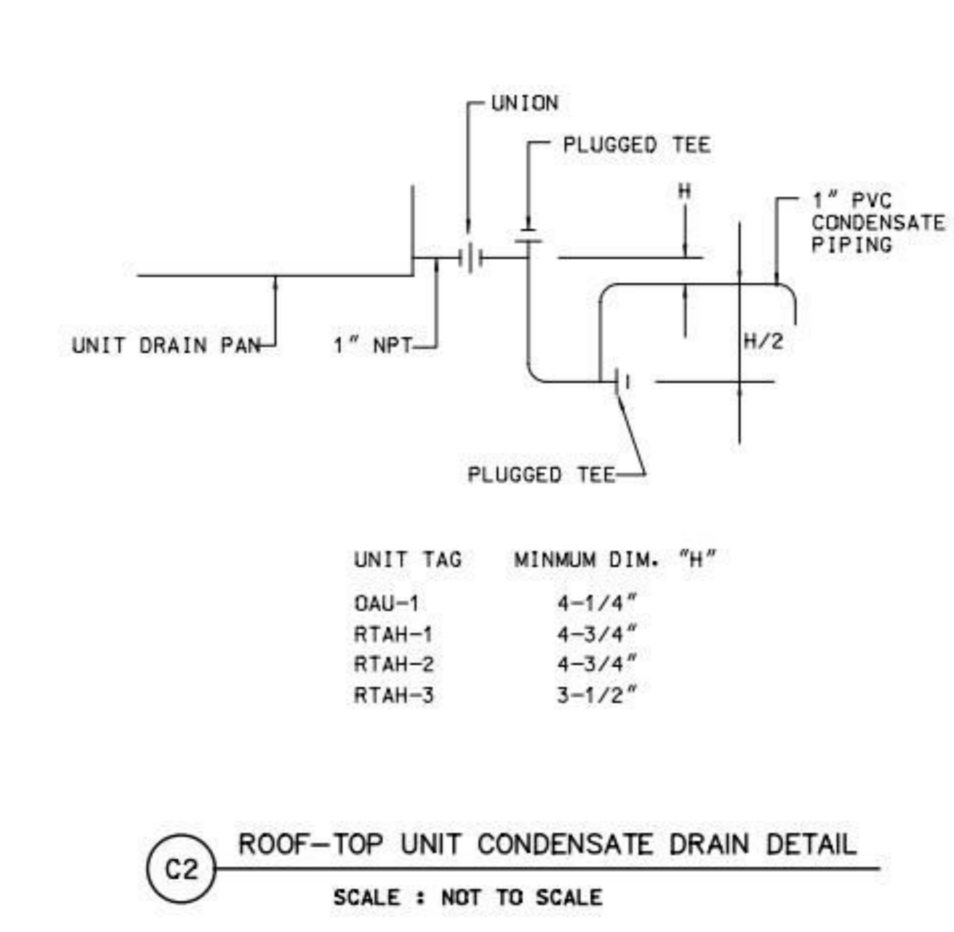 UNION
PLUGGED TEE
H
1" PVC
CONDENSATE
PIPING
UNIT DRAIN PAN
1" NPT
H/2
PLUGGED TEE
UNIT TAG MINMUM DIM. "H"
OAU-1 4-1/4"
RTAH-1 4-3/4"
RTAH-2 4-3/4"
RTAH-3 3-1/2"
C2
ROOF-TOP UNIT CONDENSATE DRAIN DETAIL
SCALE : NOT TO SCALE